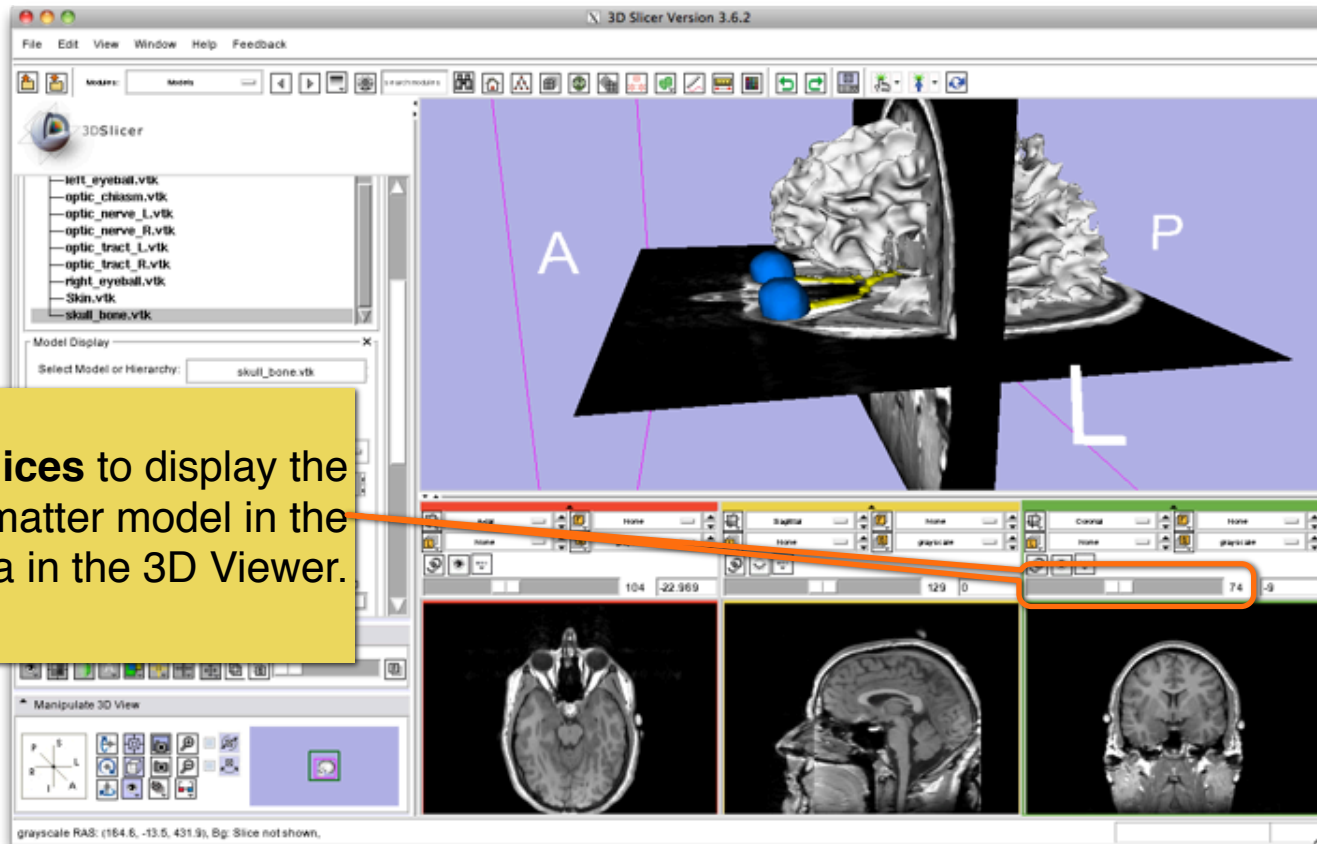 3D Slicer Version 3.6.2
File Edit View Window Help Feedback
Modules: Models
3DSlicer
left_eyeball.vtk
optic_chiasm.vtk
optic_nerve_L.vtk
optic_nerve_R.vtk
optic_tract_L.vtk
optic_tract_R.vtk
right_eyeball.vtk
Skin.vtk
skull_bone.vtk
Model Display
Select Model or Hierarchy: skull_bone.vtk
A
P
L
ices to display the
matter model in the
a in the 3D Viewer.
Axial None Sagittal None Coronal None
None None grayscale None grayscale
104 -22.969 129 0 74 -9
Manipulate 3D View
P S
R L
I A
grayscale RAS: (164.6, -13.5, 431.9), Bg: Slice not shown,